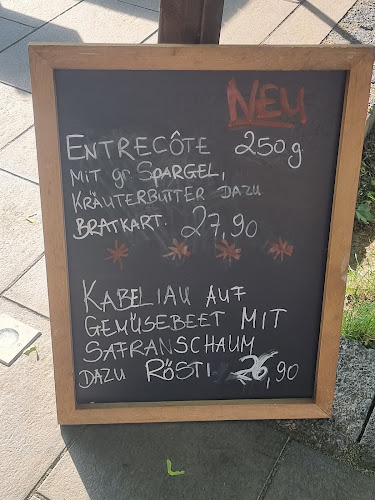 NEU
ENTRECÔTE 250g
MIT gr. SPARGEL,
KRÄUTERBUTTER DAZU
BRATKART. 27,90
KABELIAU AUF
GEMÜSEBEET MIT
SAFRANSCHAUM
DAZU RÖSTI 26,90